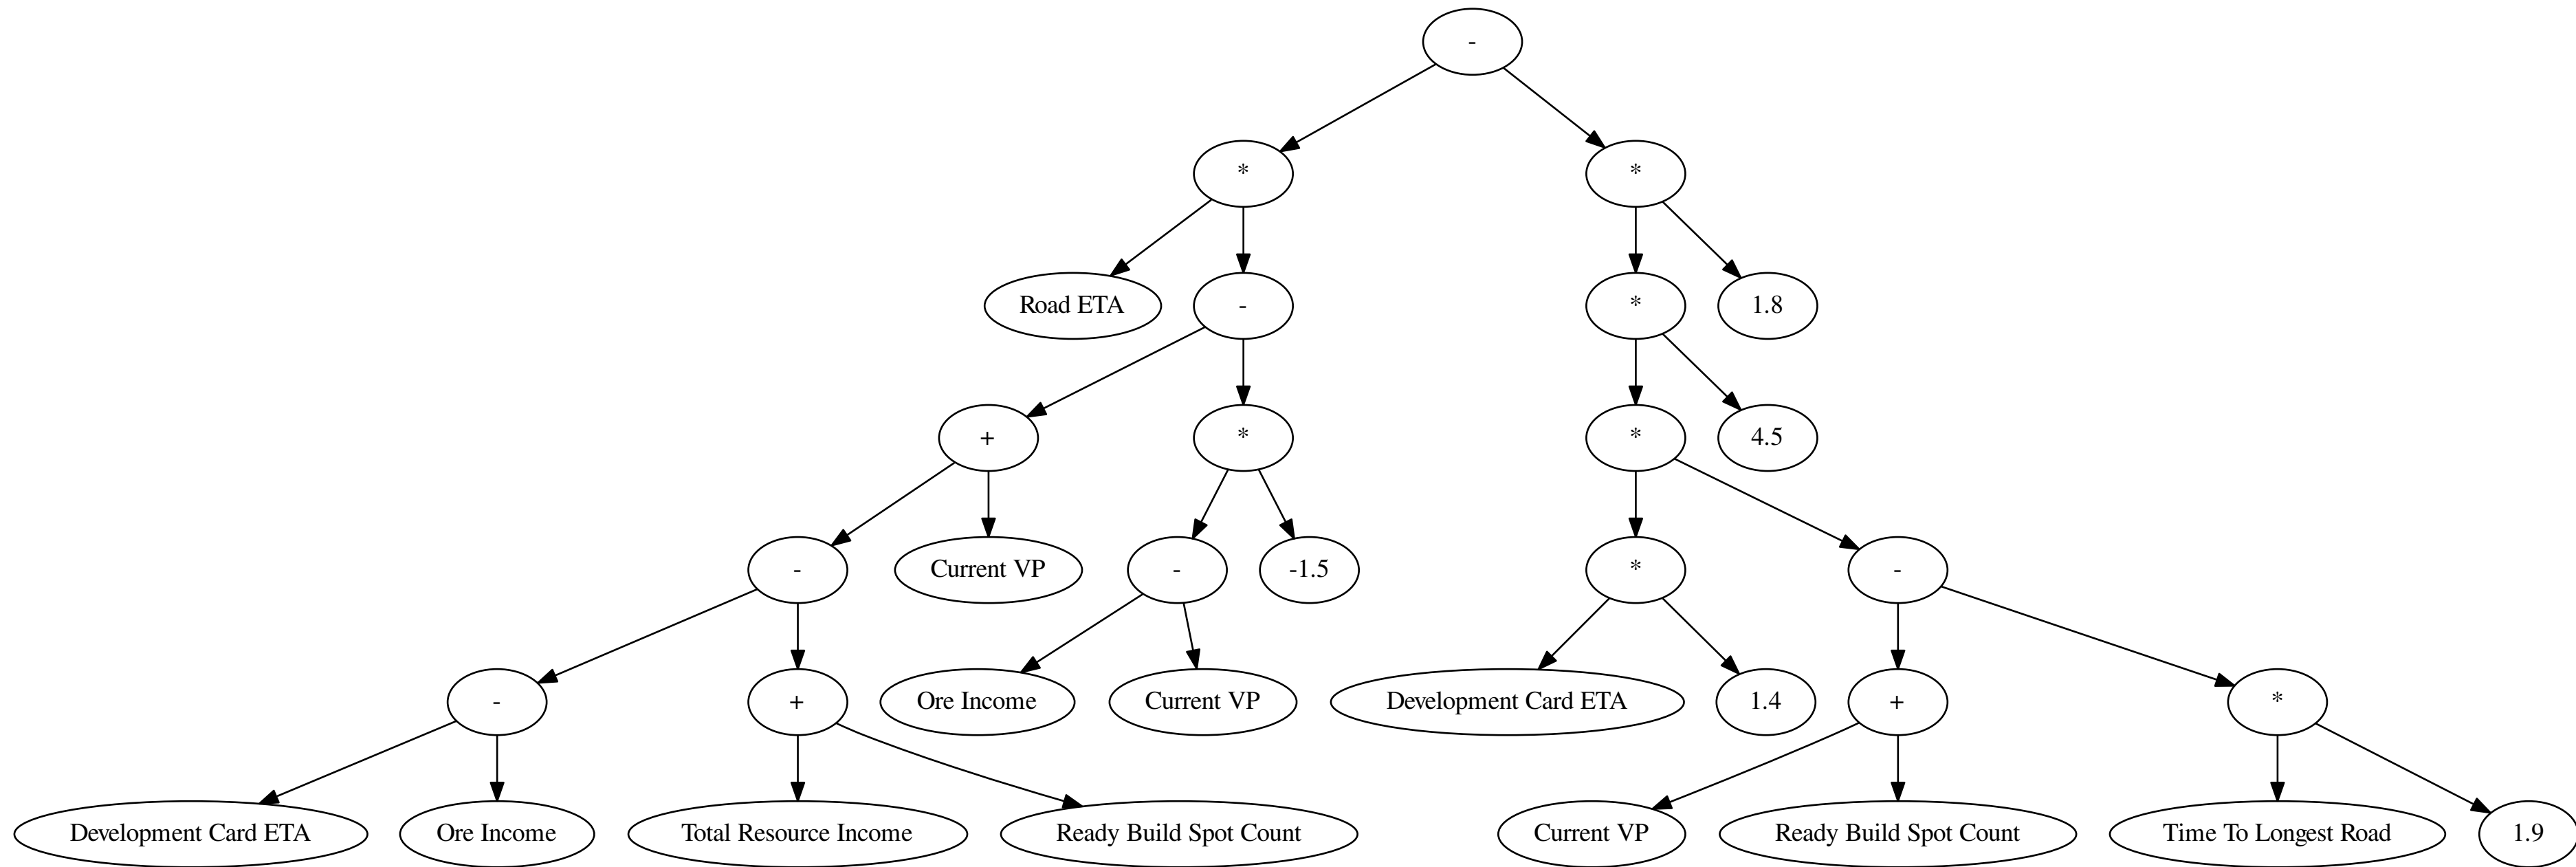 -
*
*
Road ETA
-
*
1.8
+
*
*
4.5
-
Current VP
-
-1.5
*
-
-
+
Ore Income
Current VP
Development Card ETA
1.4
+
*
Development Card ETA
Ore Income
Total Resource Income
Ready Build Spot Count
Current VP
Ready Build Spot Count
Time To Longest Road
1.9